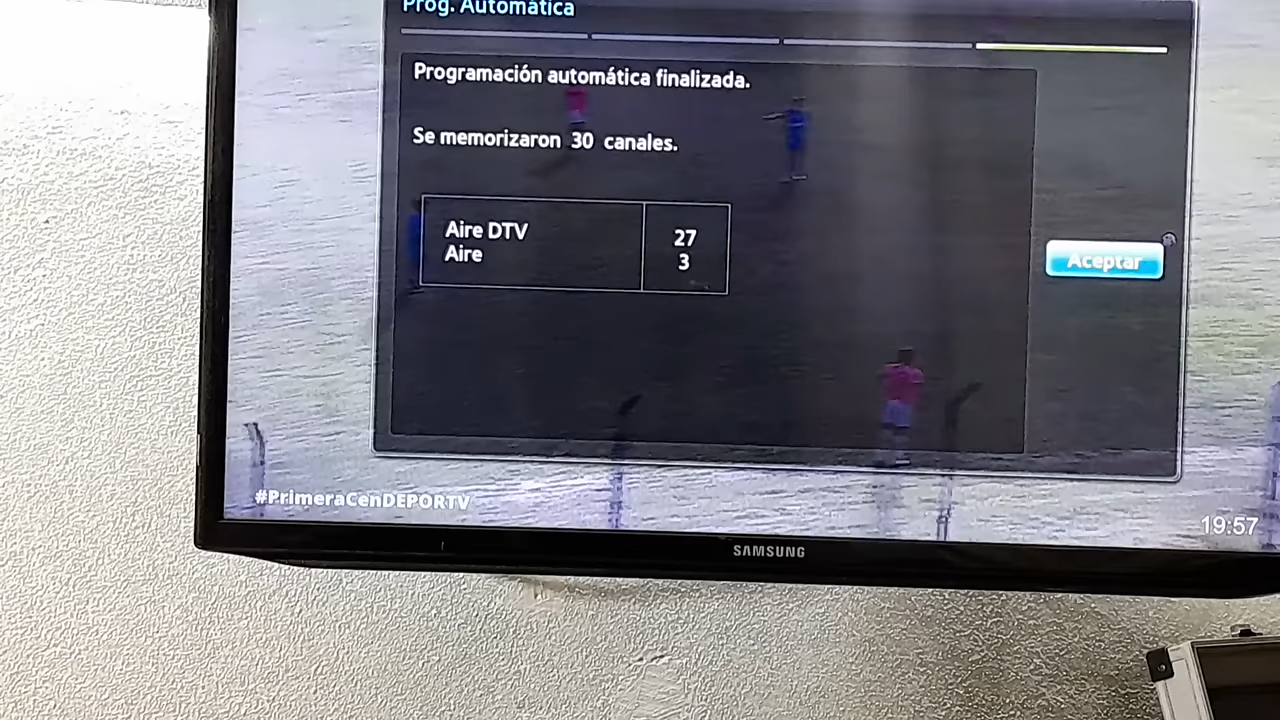 Prog. Automática
Programación automática finalizada.
Se memorizaron 30 canales.
Aire DTV 27
Aire 3
Aceptar
#PrimeraCenDEPORTV
19:57
SAMSUNG